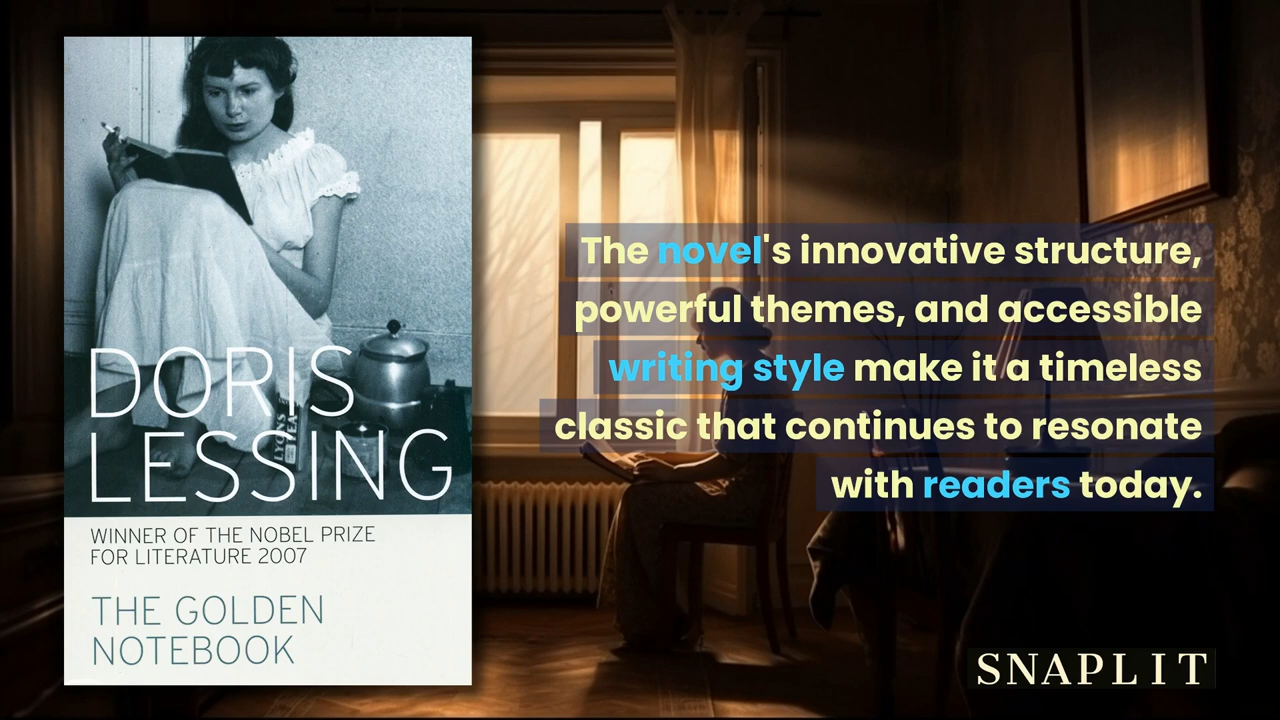 DORIS
LESSING
WINNER OF THE NOBEL PRIZE
FOR LITERATURE 2007
THE GOLDEN
NOTEBOOK
The novel's innovative structure,
powerful themes, and accessible
writing style make it a timeless
classic that continues to resonate
with readers today.
SNAPLIT